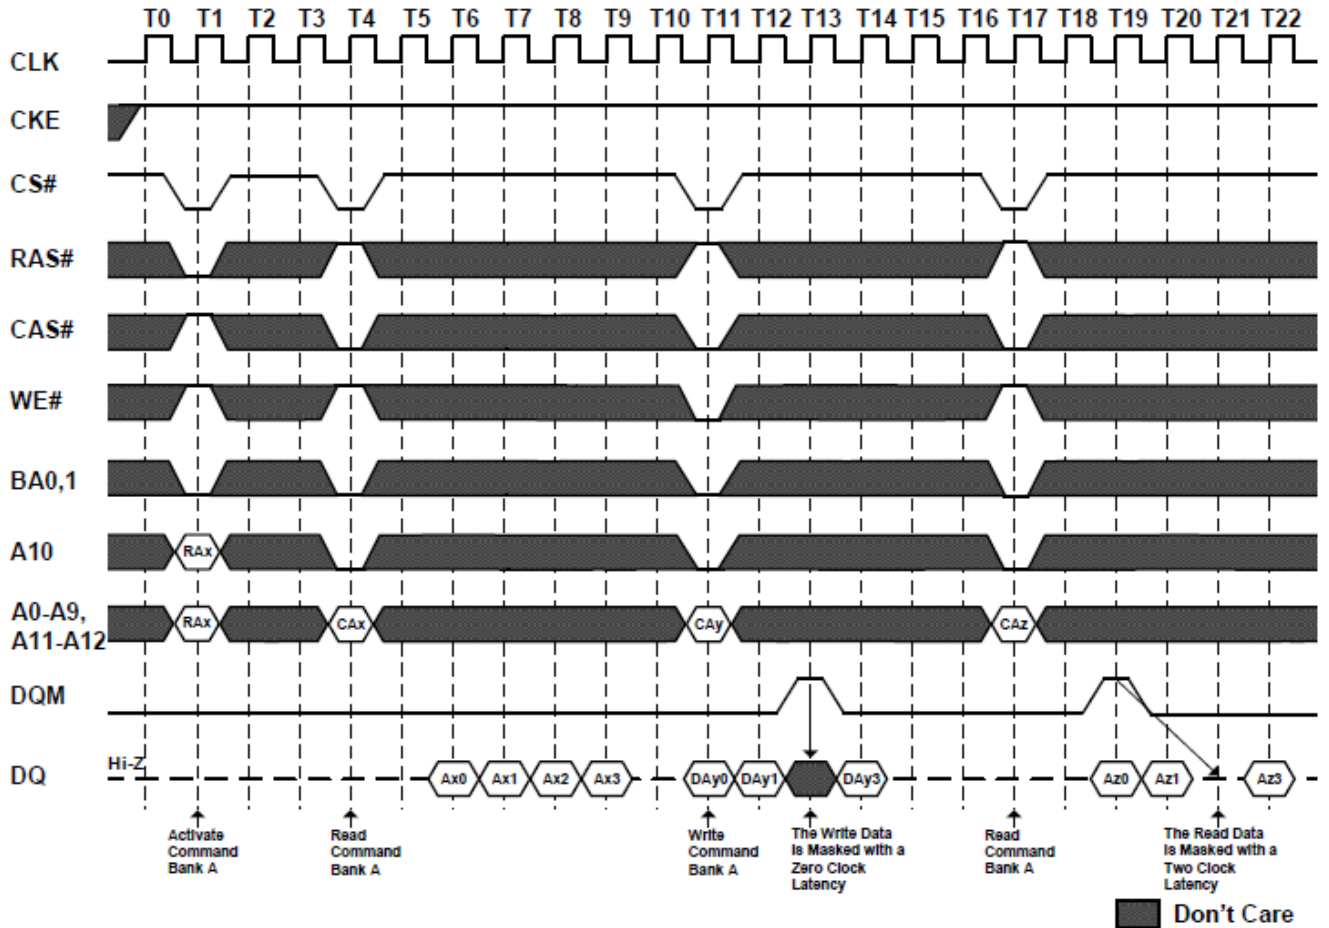 T0 T1 T2 T3 T4 T5 T6 T7 T8 T9 T10 T11 T12 T13 T14 T15 T16 T17 T18 T19 T20 T21 T22
CLK
CKE
CS#
RAS#
CAS#
WE#
BA0,1
A10 RAx
A0-A9,
A11-A12
RAx CAx CAy CAz
DQM
DQ
Hi-Z
Ax0 Ax1 Ax2 Ax3 DAy0 DAy1 DAy3 Az0 Az1 Az3
Activate
Command
Bank A
Read
Command
Bank A
Write
Command
Bank A
The Write Data
Is Masked with a
Zero Clock
Latency
Read
Command
Bank A
The Read Data
Is Masked with a
Two Clock
Latency
Don't Care